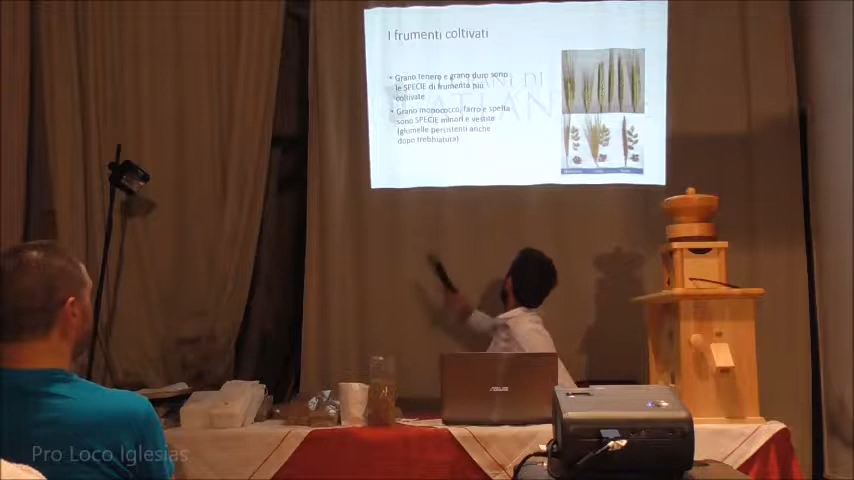 I frumenti coltivati
• Grano tenero e grano duro sono
le SPECIE di frumento più
coltivate
• Grano monococco, farro e spelta
sono SPECIE minori e vestite
(glumelle persistenti anche
dopo trebbiatura)
ASUS
Pro Loco Iglesias